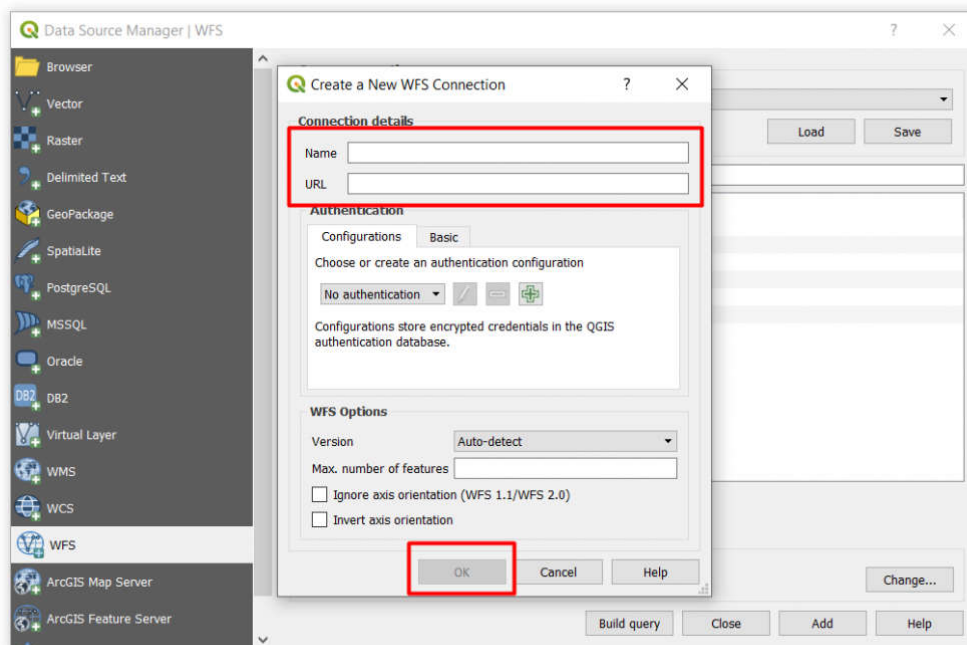 Data Source Manager | WFS
?
Browser
Vector
Raster
Delimited Text
GeoPackage
SpatiaLite
PostgreSQL
MSSQL
Oracle
DB2
DB2
Virtual Layer
WMS
WCS
WFS
ArcGIS Map Server
ArcGIS Feature Server
Create a New WFS Connection
?
Connection details
Name
URL
Authentication
Configurations
Basic
Choose or create an authentication configuration
No authentication
Configurations store encrypted credentials in the QGIS
authentication database.
WFS Options
Version
Auto-detect
Max. number of features
Ignore axis orientation (WFS 1.1/WFS 2.0)
Invert axis orientation
OK
Cancel
Help
Load
Save
Change...
Build query
Close
Add
Help